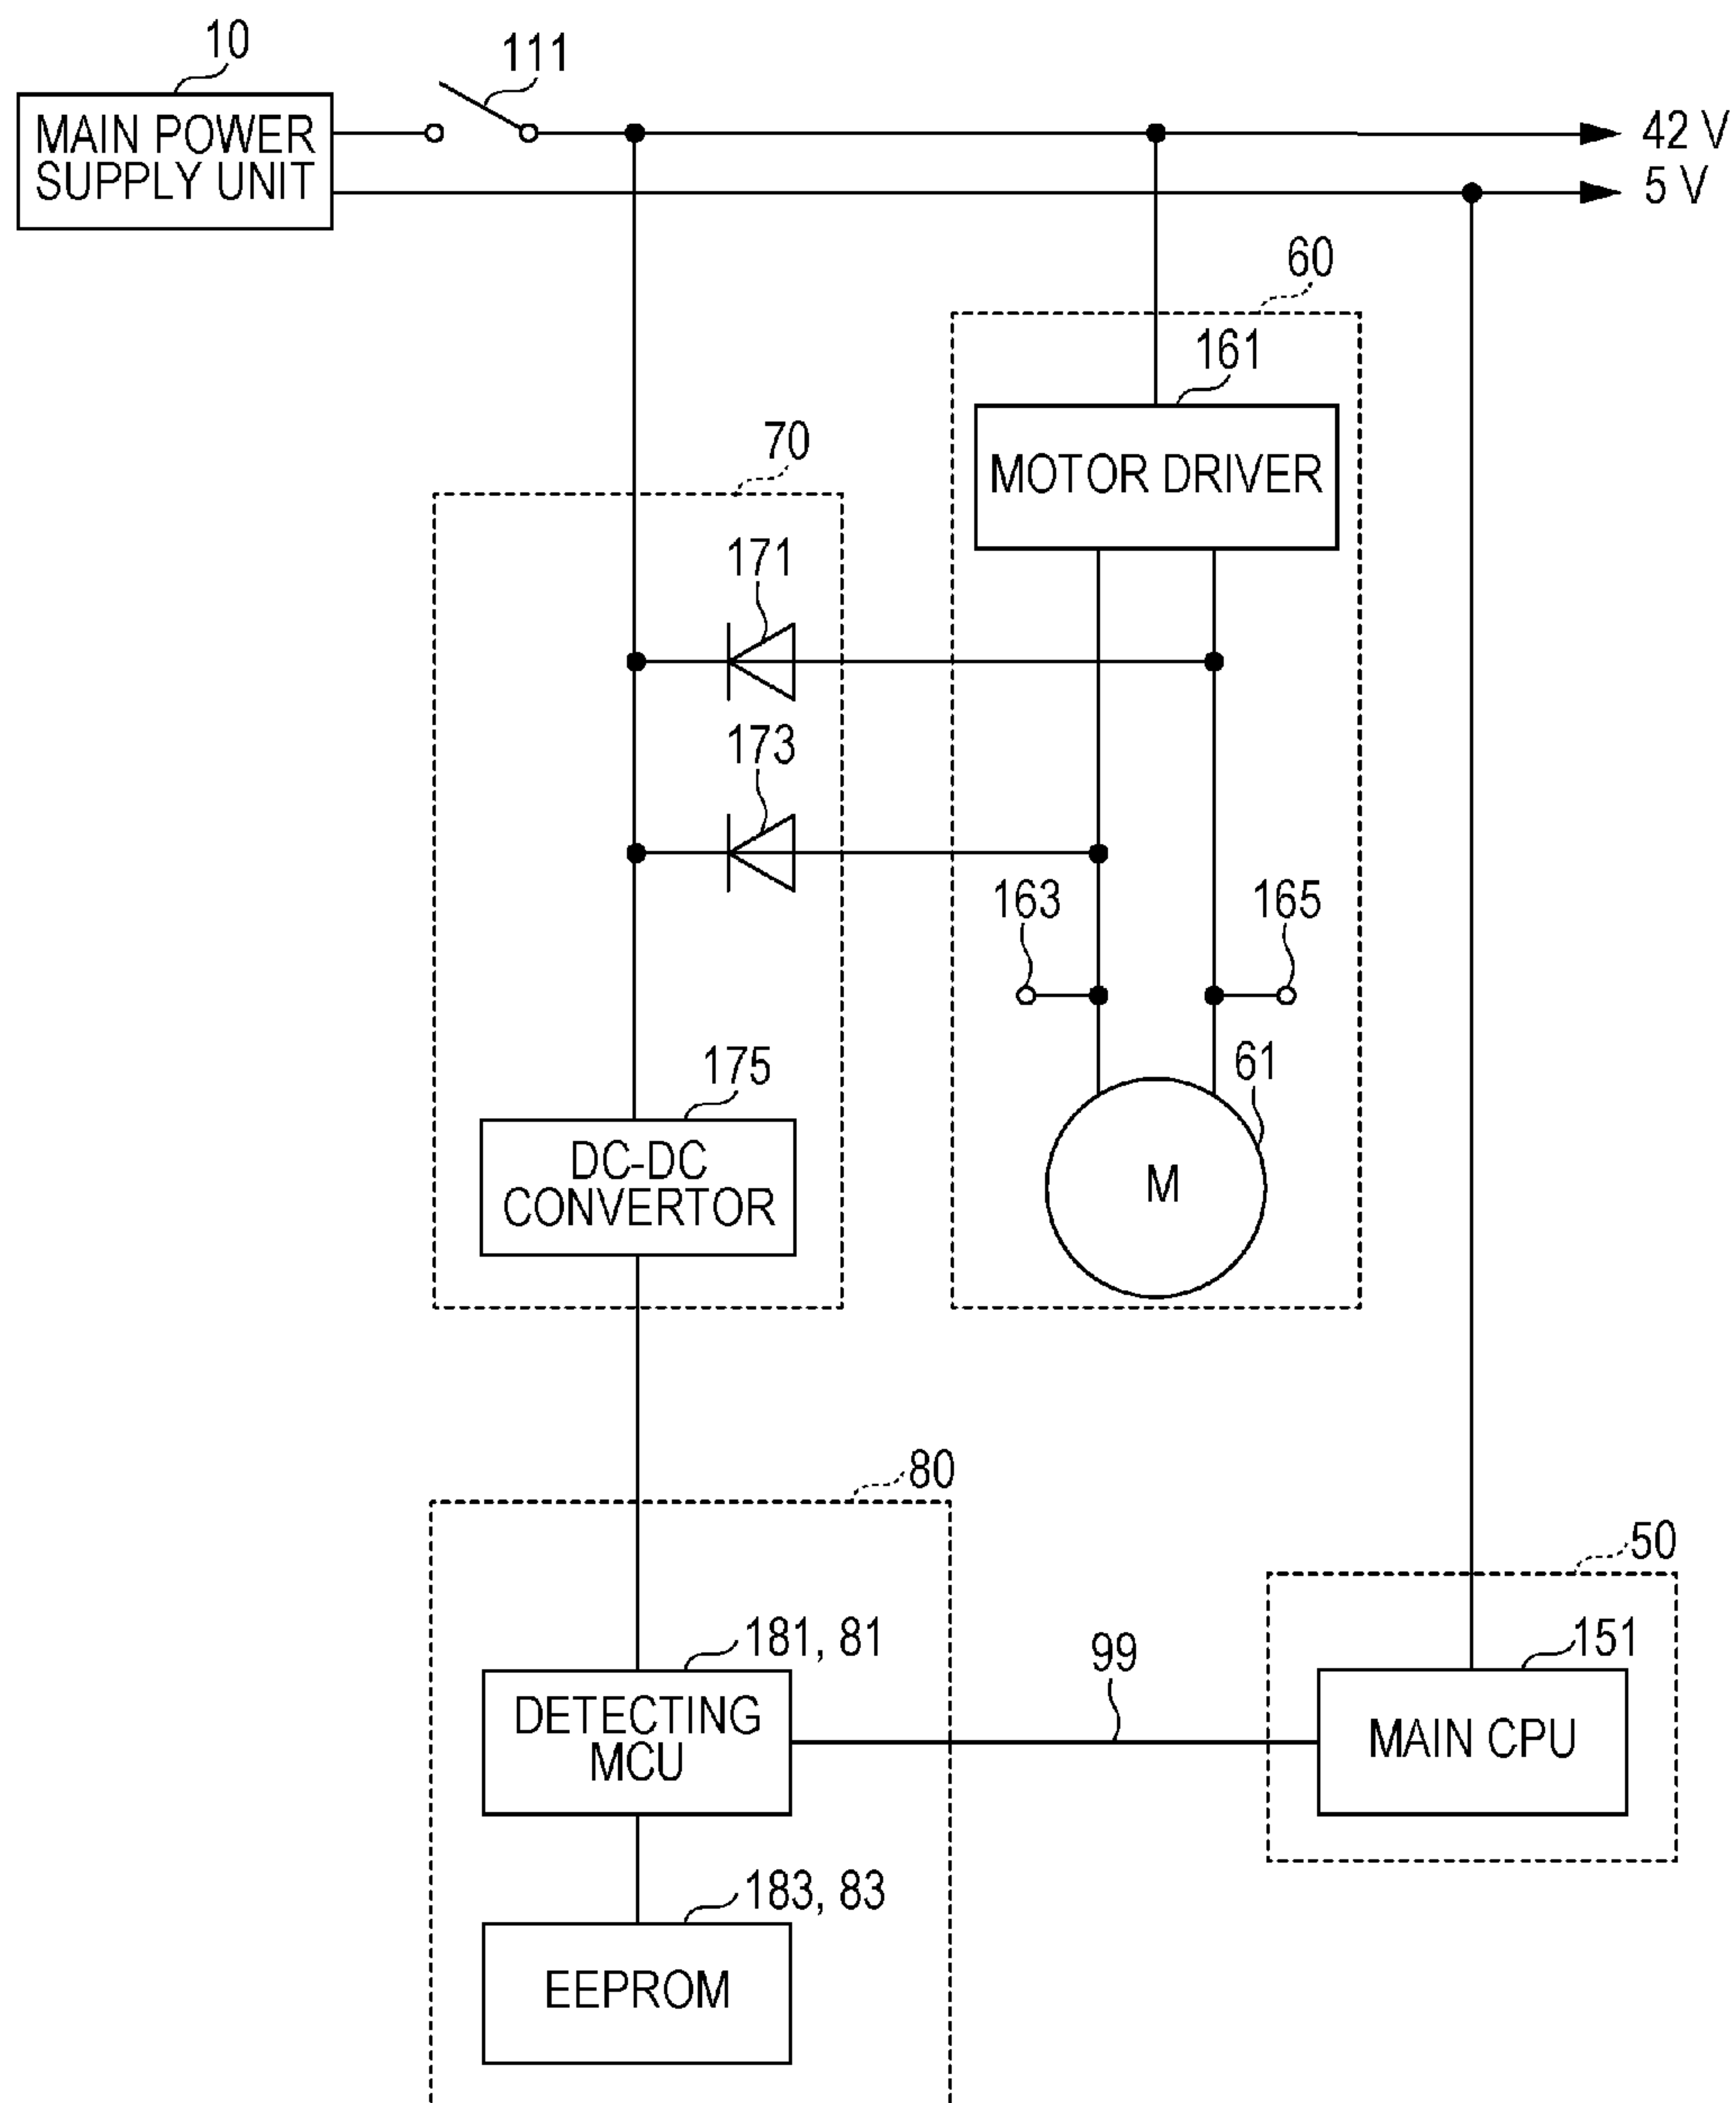 10
111
MAIN POWER
SUPPLY UNIT
42 V
5 V
60
161
MOTOR DRIVER
70
171
173
163
165
175
61
DC-DC
CONVERTOR
M
80
50
181, 81
99
151
DETECTING
MCU
MAIN CPU
183, 83
EEPROM